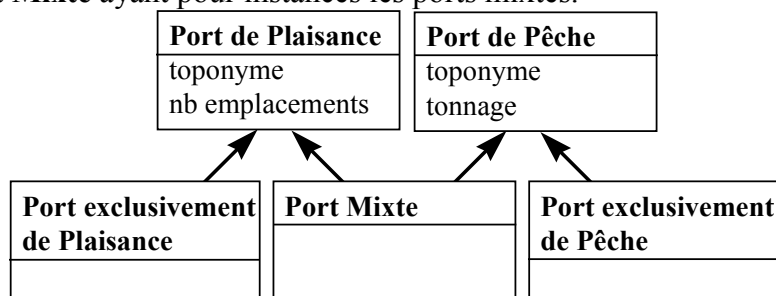 Mixte ayant pour instances les ports mixtes.
Port de Plaisance
toponyme
nb emplacements
Port de Pêche
toponyme
tonnage
Port exclusivement
de Plaisance
Port Mixte
Port exclusivement
de Pêche